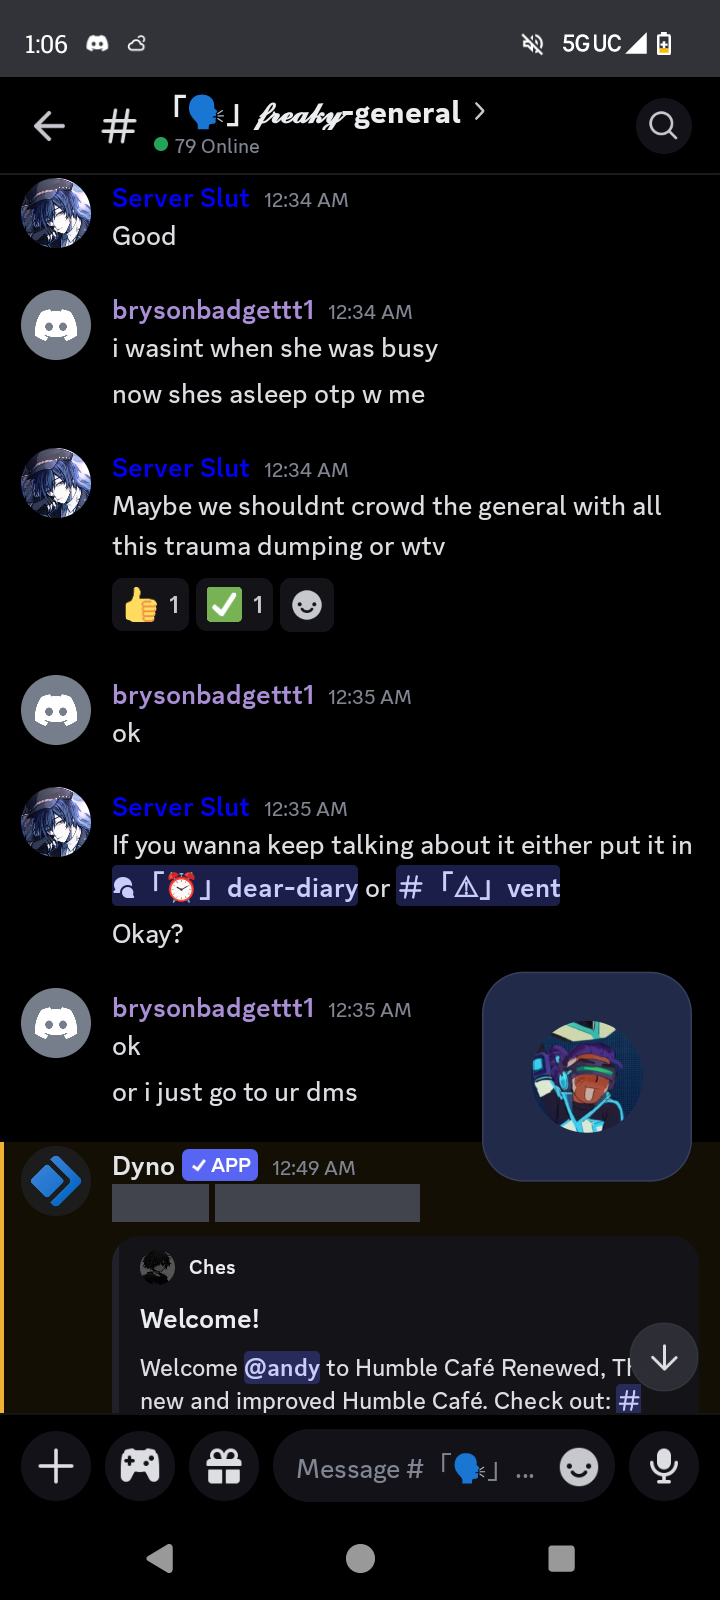 1:06 5G UC
# 「🗣️」 𝓯𝓻𝓮𝓪𝓴𝔂-general
79 Online
Server Slut 12:34 AM
Good
brysonbadgettt1 12:34 AM
i wasint when she was busy
now shes asleep otp w me
Server Slut 12:34 AM
Maybe we shouldnt crowd the general with all
this trauma dumping or wtv
👍 1 ✅ 1
brysonbadgettt1 12:35 AM
ok
Server Slut 12:35 AM
If you wanna keep talking about it either put it in
「⏰」 dear-diary or # 「⚠」 vent
Okay?
brysonbadgettt1 12:35 AM
ok
or i just go to ur dms
Dyno ✓ APP 12:49 AM
Ches
Welcome!
Welcome @andy to Humble Café Renewed,
new and improved Humble Café. Check out: #
Message # 「🗣️」 ...